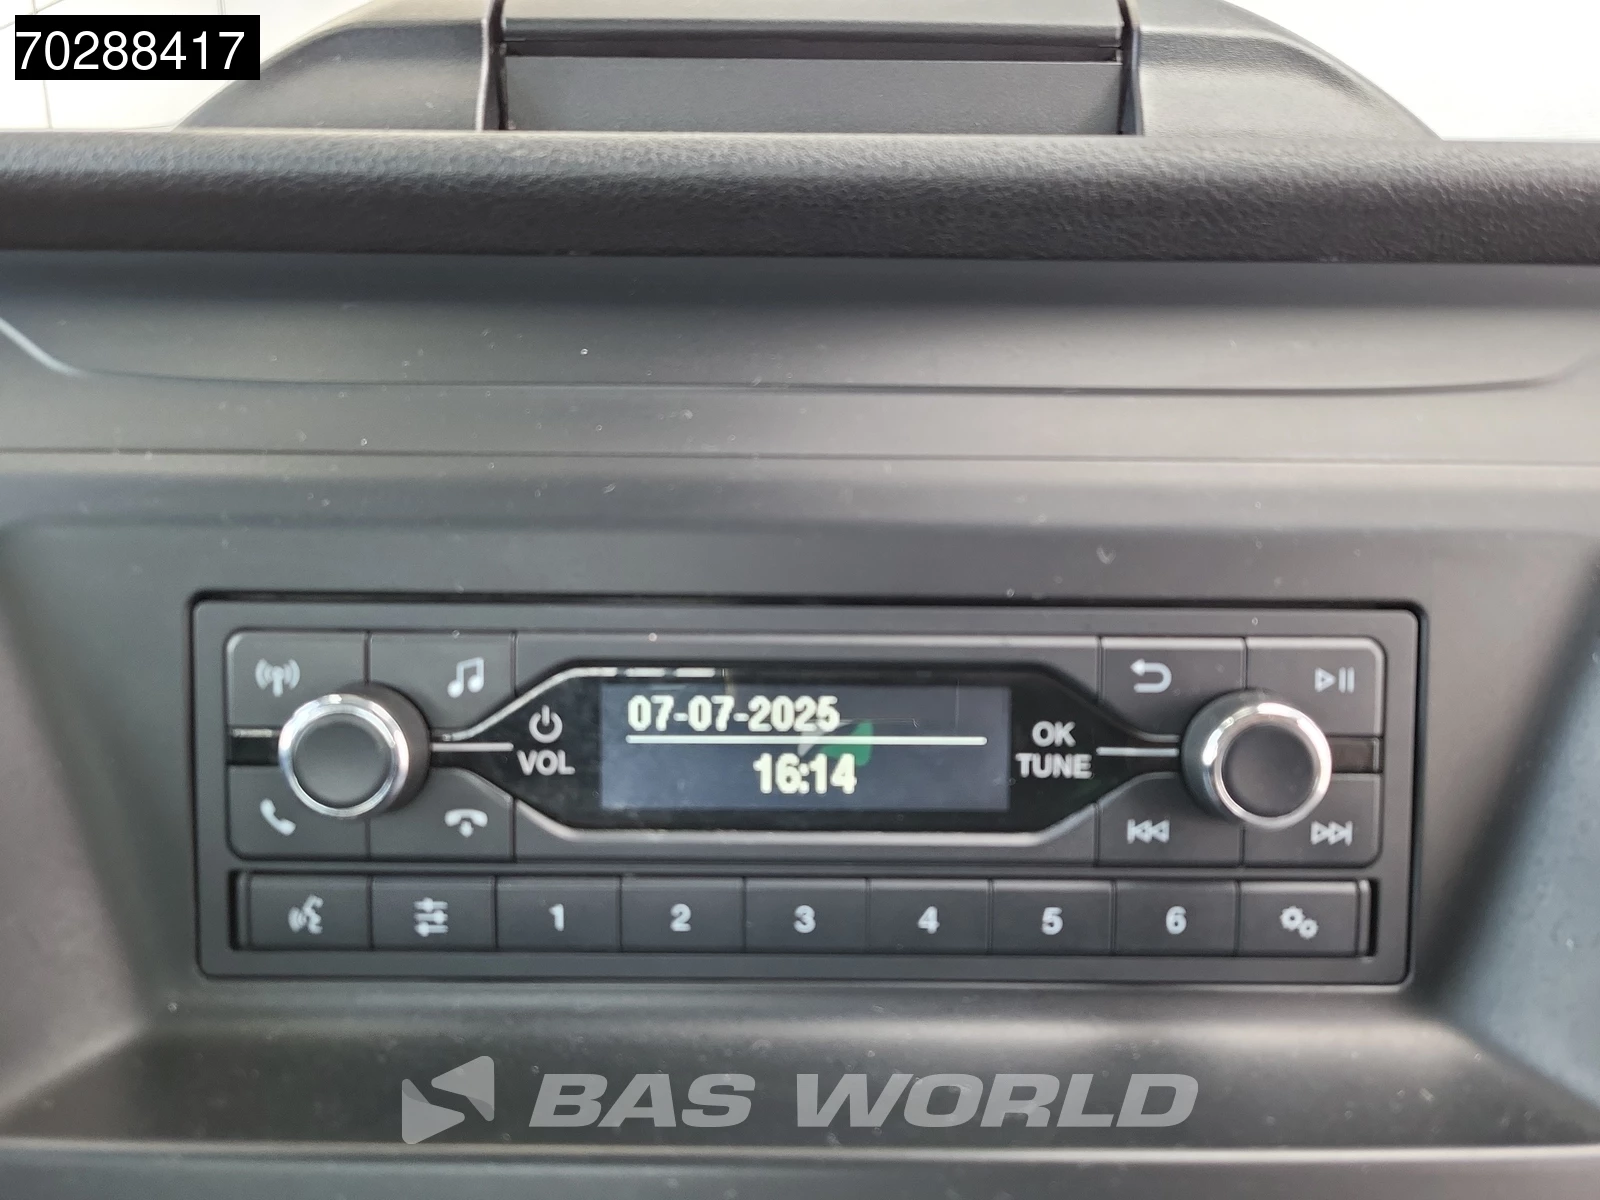 70288417
07-07-2025
16:14
VOL
OK
TUNE
1 2 3 4 5 6
BAS WORLD